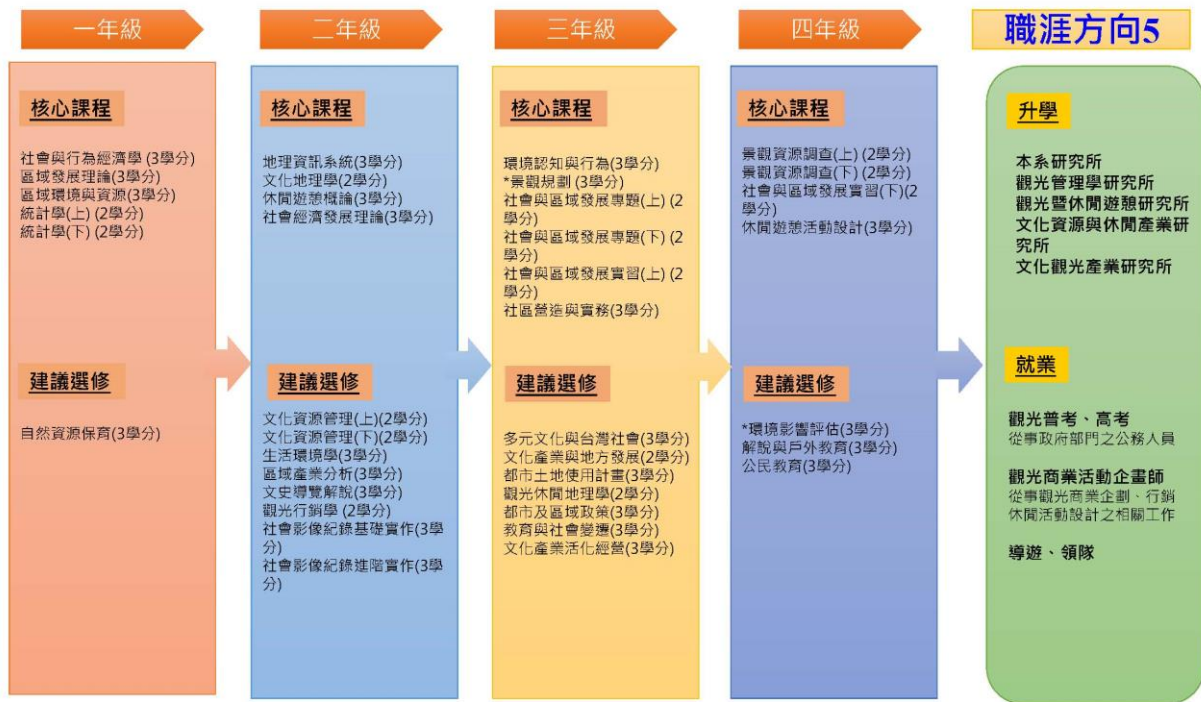 一年級
核心課程
社會與行為經濟學 (3學分)
區域發展理論(3學分)
區域環境與資源(3學分)
統計學(上) (2學分)
統計學(下) (2學分)
建議選修
自然資源保育(3學分)
二年級
核心課程
地理資訊系統(3學分)
文化地理學(2學分)
休閒遊憩概論(3學分)
社會經濟發展理論(3學分)
建議選修
文化資源管理(上)(2學分)
文化資源管理(下)(2學分)
生活環境學(3學分)
區域產業分析(3學分)
文史導覽解說(3學分)
觀光行銷學 (2學分)
社會影像紀錄基礎實作(3學
分)
社會影像紀錄進階實作(3學
分)
三年級
核心課程
環境認知與行為(3學分)
*景觀規劃 (3學分)
社會與區域發展專題(上) (2
學分)
社會與區域發展專題(下) (2
學分)
社會與區域發展實習(上) (2
學分)
社區營造與實務(3學分)
建議選修
多元文化與台灣社會(3學分)
文化產業與地方發展(2學分)
都市土地使用計畫(3學分)
觀光休閒地理學(2學分)
都市及區域政策(3學分)
教育與社會變遷(3學分)
文化產業活化經營(3學分)
四年級
核心課程
景觀資源調查(上) (2學分)
景觀資源調查(下) (2學分)
社會與區域發展實習(下)(2
學分)
休閒遊憩活動設計(3學分)
建議選修
*環境影響評估(3學分)
解說與戶外教育(3學分)
公民教育(3學分)
職涯方向5
升學
本系研究所
觀光管理學研究所
觀光暨休閒遊憩研究所
文化資源與休閒產業研
究所
文化觀光產業研究所
就業
觀光普考、高考
從事政府部門之公務人員
觀光商業活動企畫師
從事觀光商業企劃、行銷
休閒活動設計之相關工作
導遊、領隊